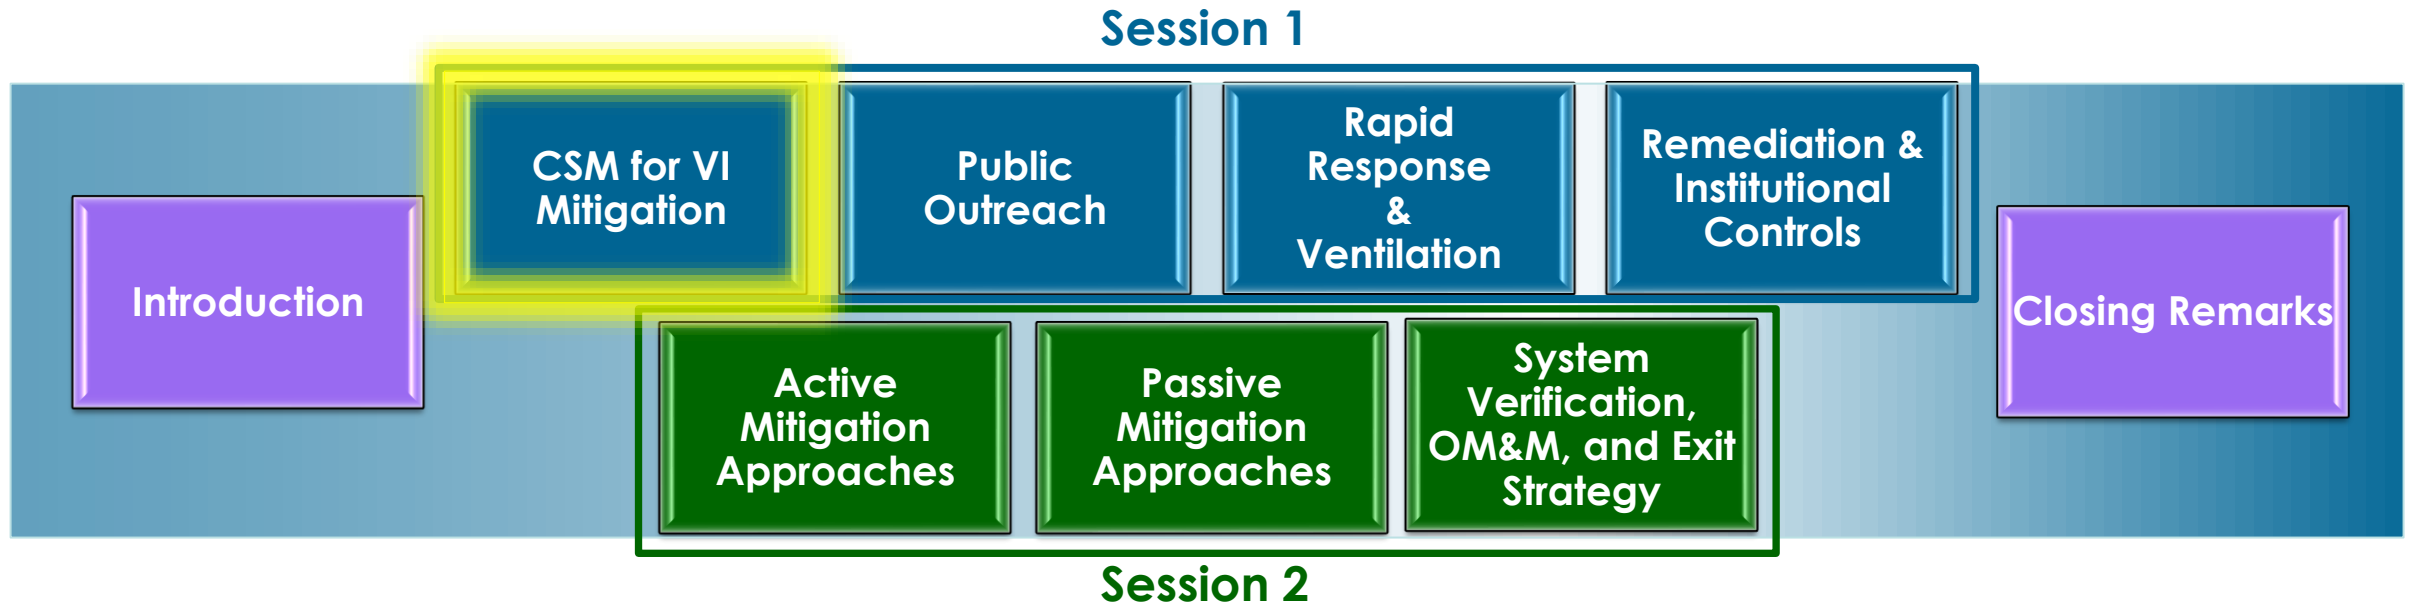 Session 1
Introduction
CSM for VI
Mitigation
Public
Outreach
Rapid
Response
&
Ventilation
Remediation &
Institutional
Controls
Active
Mitigation
Approaches
Passive
Mitigation
Approaches
System
Verification,
OM&M, and Exit
Strategy
Closing Remarks
Session 2